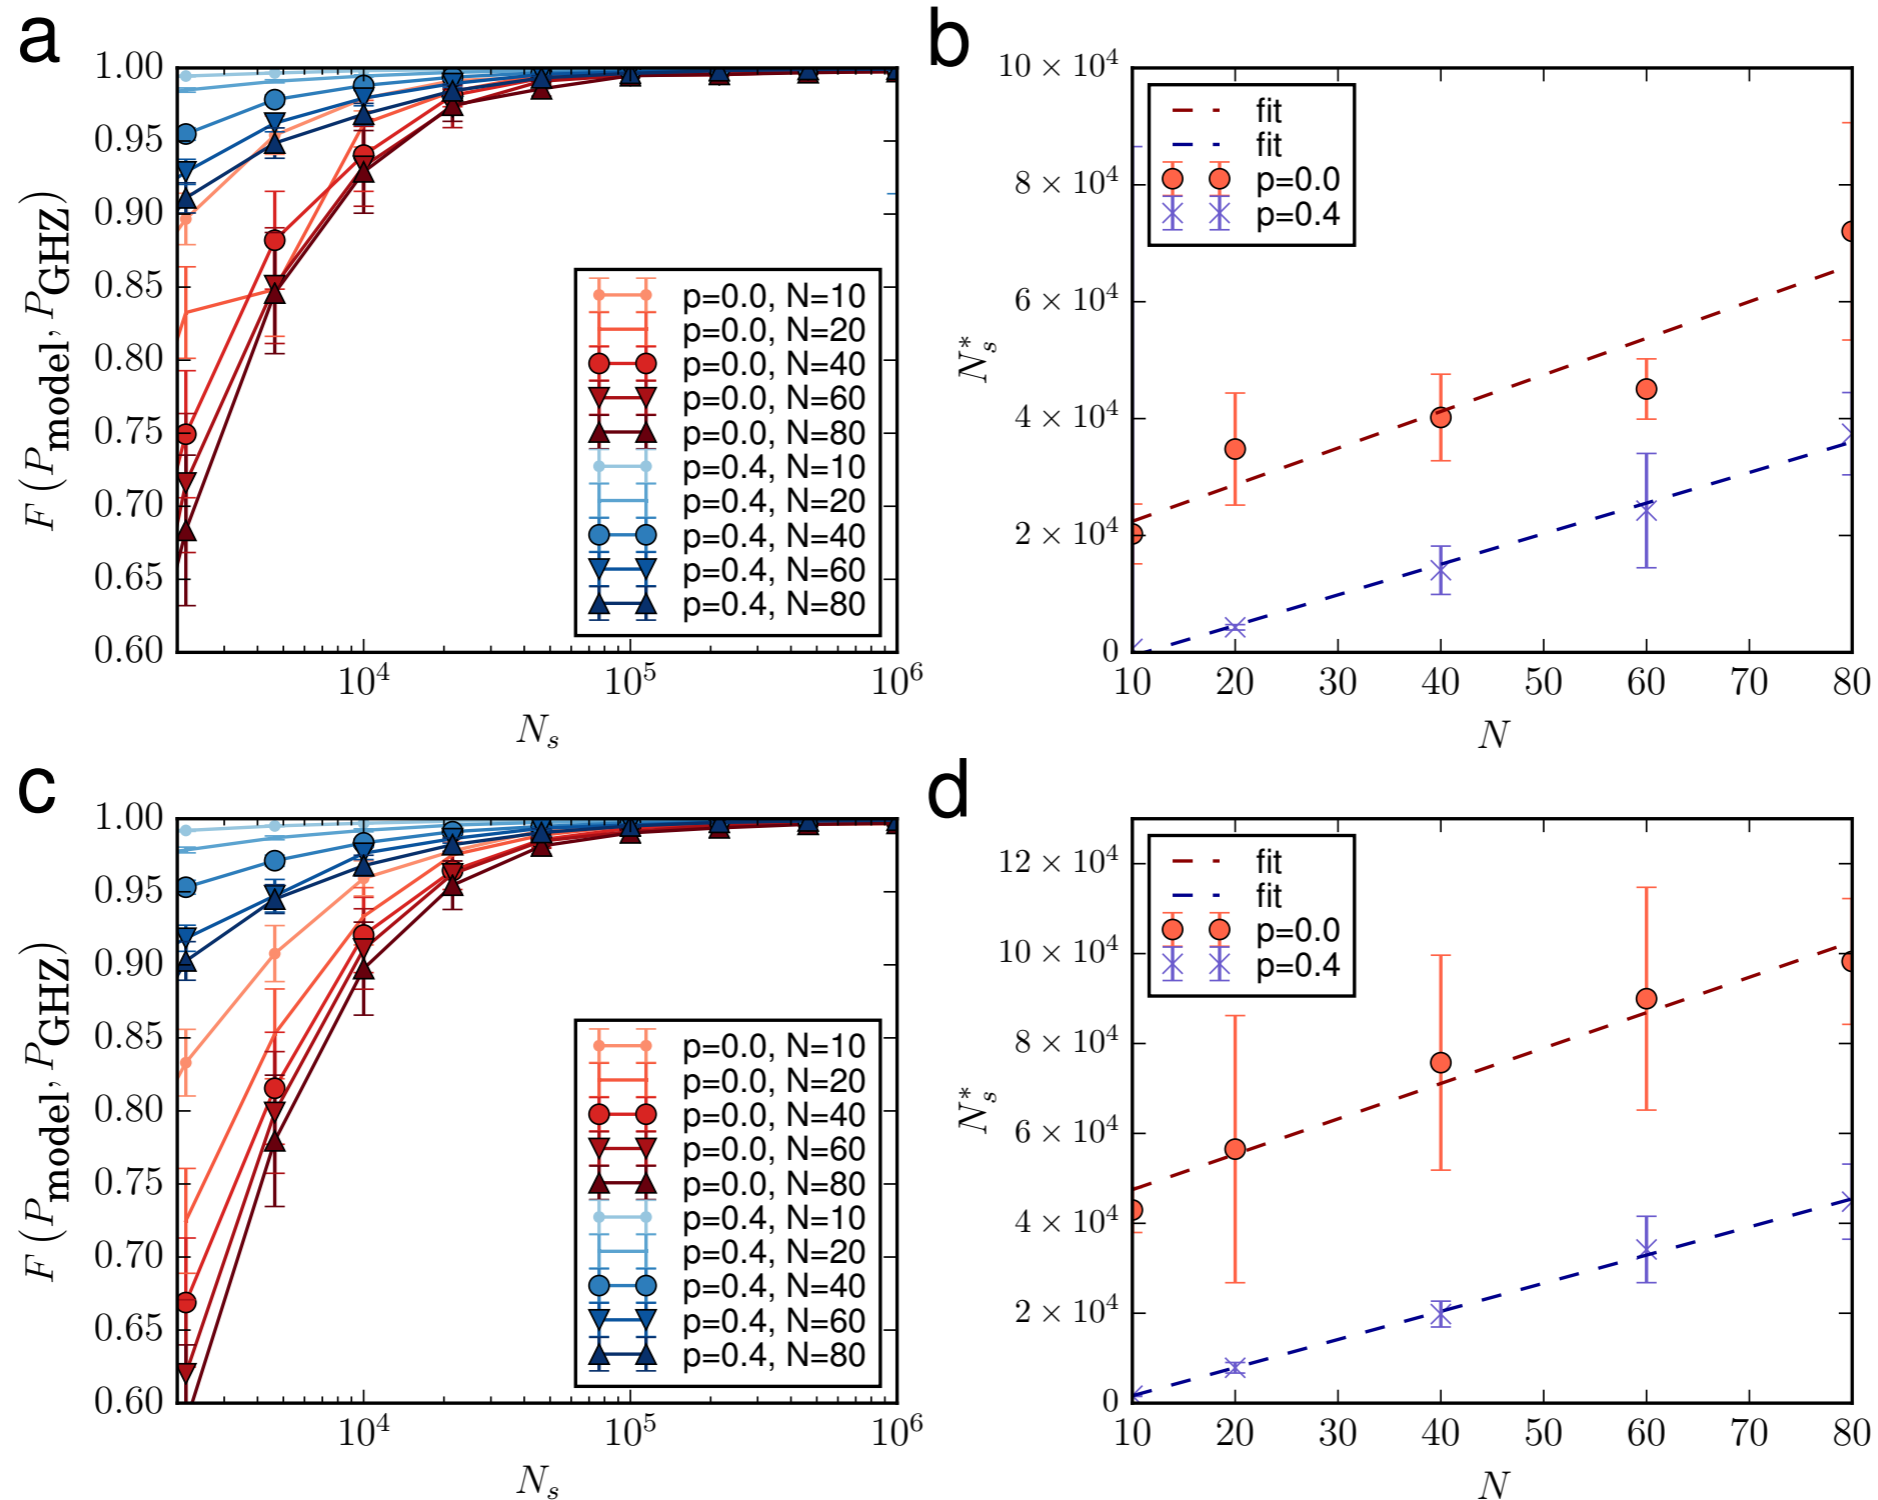 a
1.00
0.95
0.90
0.85
0.80
0.75
0.70
0.65
0.60
F (P_model, P_GHZ)
10^4
10^5
10^6
N_s
p=0.0, N=10
p=0.0, N=20
p=0.0, N=40
p=0.0, N=60
p=0.0, N=80
p=0.4, N=10
p=0.4, N=20
p=0.4, N=40
p=0.4, N=60
p=0.4, N=80
b
10 × 10^4
8 × 10^4
6 × 10^4
4 × 10^4
2 × 10^4
0
N_s^*
10 20 30 40 50 60 70 80
N
fit
fit
p=0.0
p=0.4
c
1.00
0.95
0.90
0.85
0.80
0.75
0.70
0.65
0.60
F (P_model, P_GHZ)
10^4
10^5
10^6
N_s
p=0.0, N=10
p=0.0, N=20
p=0.0, N=40
p=0.0, N=60
p=0.0, N=80
p=0.4, N=10
p=0.4, N=20
p=0.4, N=40
p=0.4, N=60
p=0.4, N=80
d
12 × 10^4
10 × 10^4
8 × 10^4
6 × 10^4
4 × 10^4
2 × 10^4
0
N_s^*
10 20 30 40 50 60 70 80
N
fit
fit
p=0.0
p=0.4